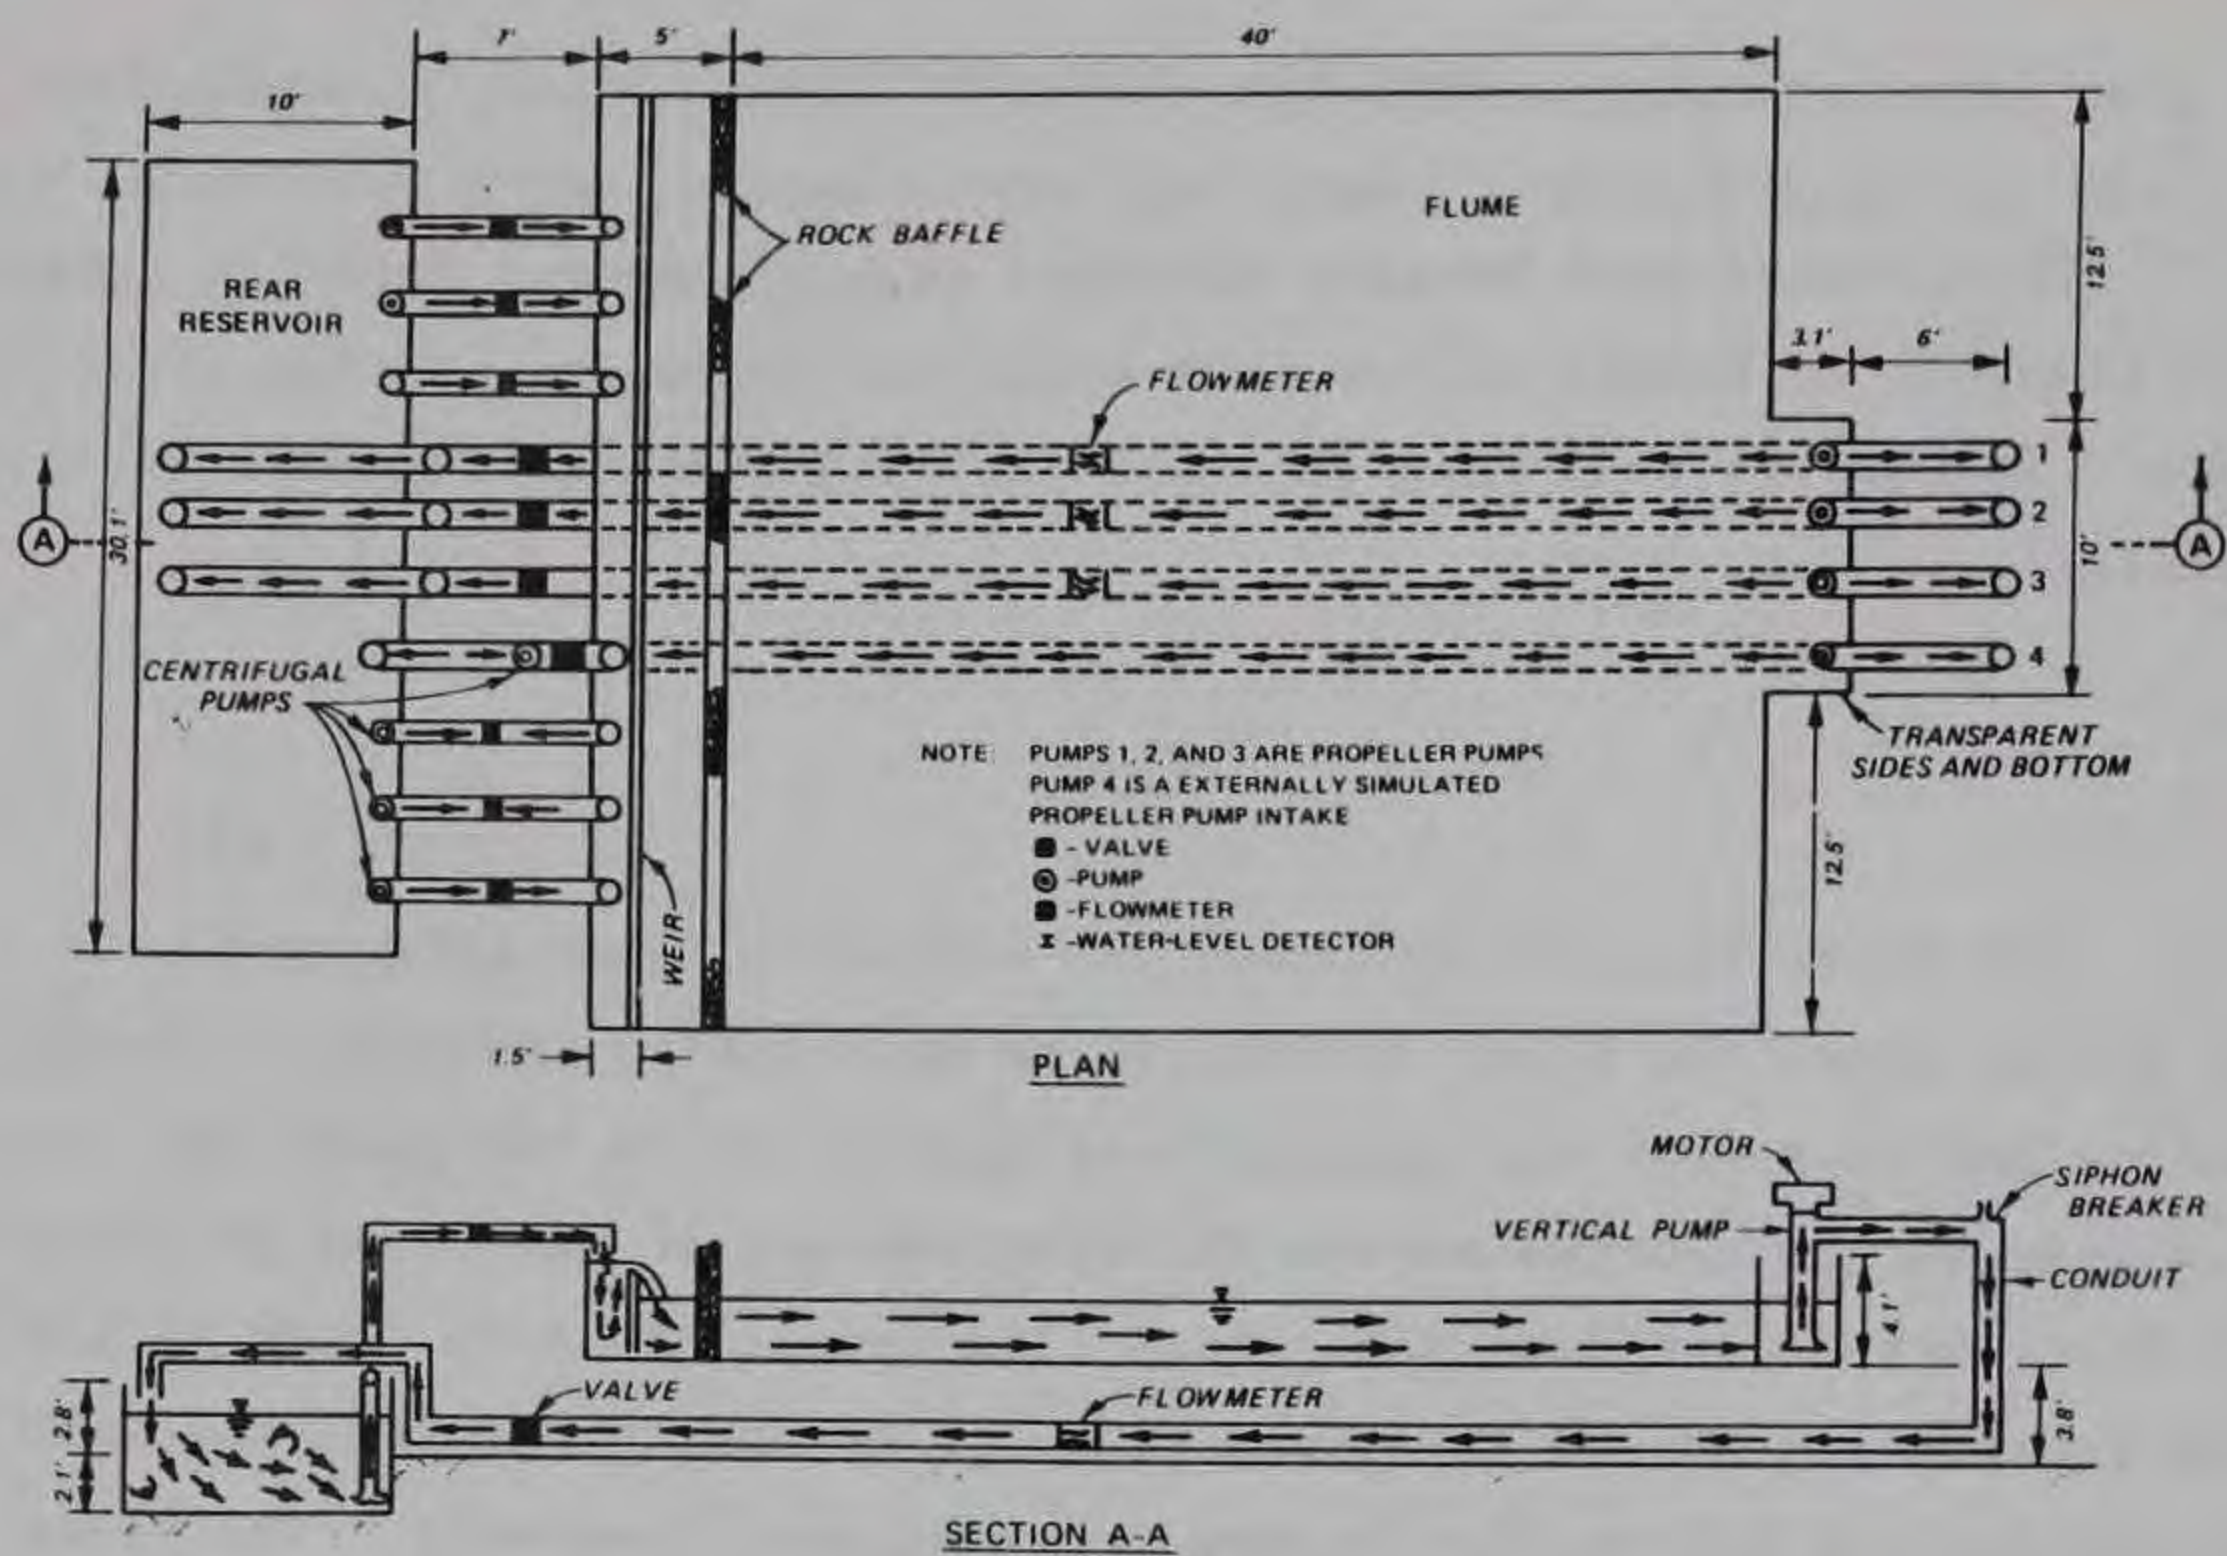 7'
5'
40'
10'
FLUME
REAR
RESERVOIR
ROCK BAFFLE
12.5'
3.1'
6'
FLOWMETER
1
2
3
4
A
A
30.1'
10'
CENTRIFUGAL
PUMPS
TRANSPARENT
SIDES AND BOTTOM
NOTE: PUMPS 1, 2, AND 3 ARE PROPELLER PUMPS
PUMP 4 IS A EXTERNALLY SIMULATED
PROPELLER PUMP INTAKE
- VALVE
-PUMP
-FLOWMETER
-WATER-LEVEL DETECTOR
WEIR
12.5'
1.5'
PLAN
MOTOR
SIPHON
BREAKER
VERTICAL PUMP
CONDUIT
4.1'
VALVE
FLOWMETER
2.8'
2.1'
3.8'
SECTION A-A